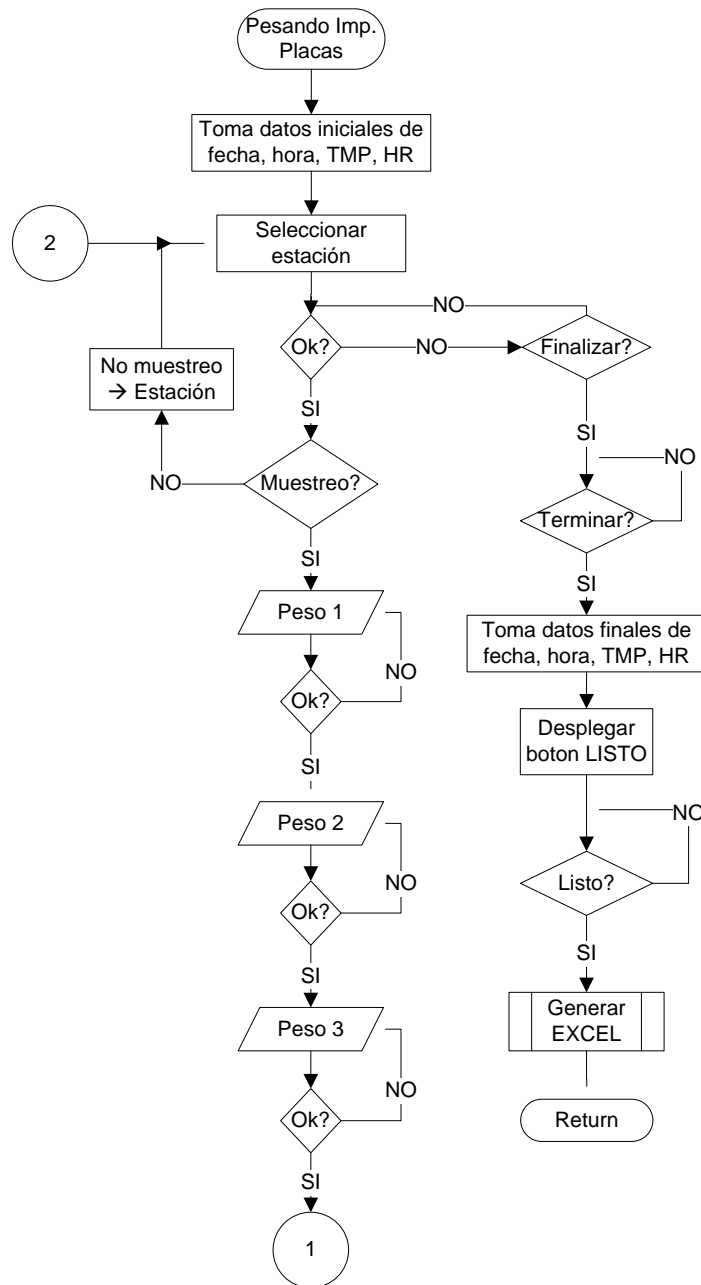 Pesando Imp.
Placas
Toma datos iniciales de
fecha, hora, TMP, HR
2
Seleccionar
estación
NO
Ok?
NO
Finalizar?
No muestreo
→ Estación
SI
SI
NO
Muestreo?
NO
Terminar?
SI
SI
Peso 1
Toma datos finales de
fecha, hora, TMP, HR
NO
Ok?
Desplegar
boton LISTO
SI
Peso 2
NO
NO
Listo?
Ok?
SI
SI
Peso 3
Generar
EXCEL
NO
Ok?
Return
SI
1